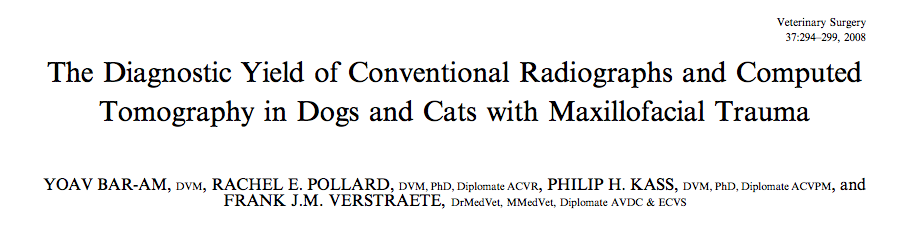 Veterinary Surgery
37:294–299, 2008
The Diagnostic Yield of Conventional Radiographs and Computed
Tomography in Dogs and Cats with Maxillofacial Trauma
YOAV BAR-AM, DVM, RACHEL E. POLLARD, DVM, PhD, Diplomate ACVR, PHILIP H. KASS, DVM, PhD, Diplomate ACVPM, and
FRANK J.M. VERSTRAETE, DrMedVet, MMedVet, Diplomate AVDC & ECVS